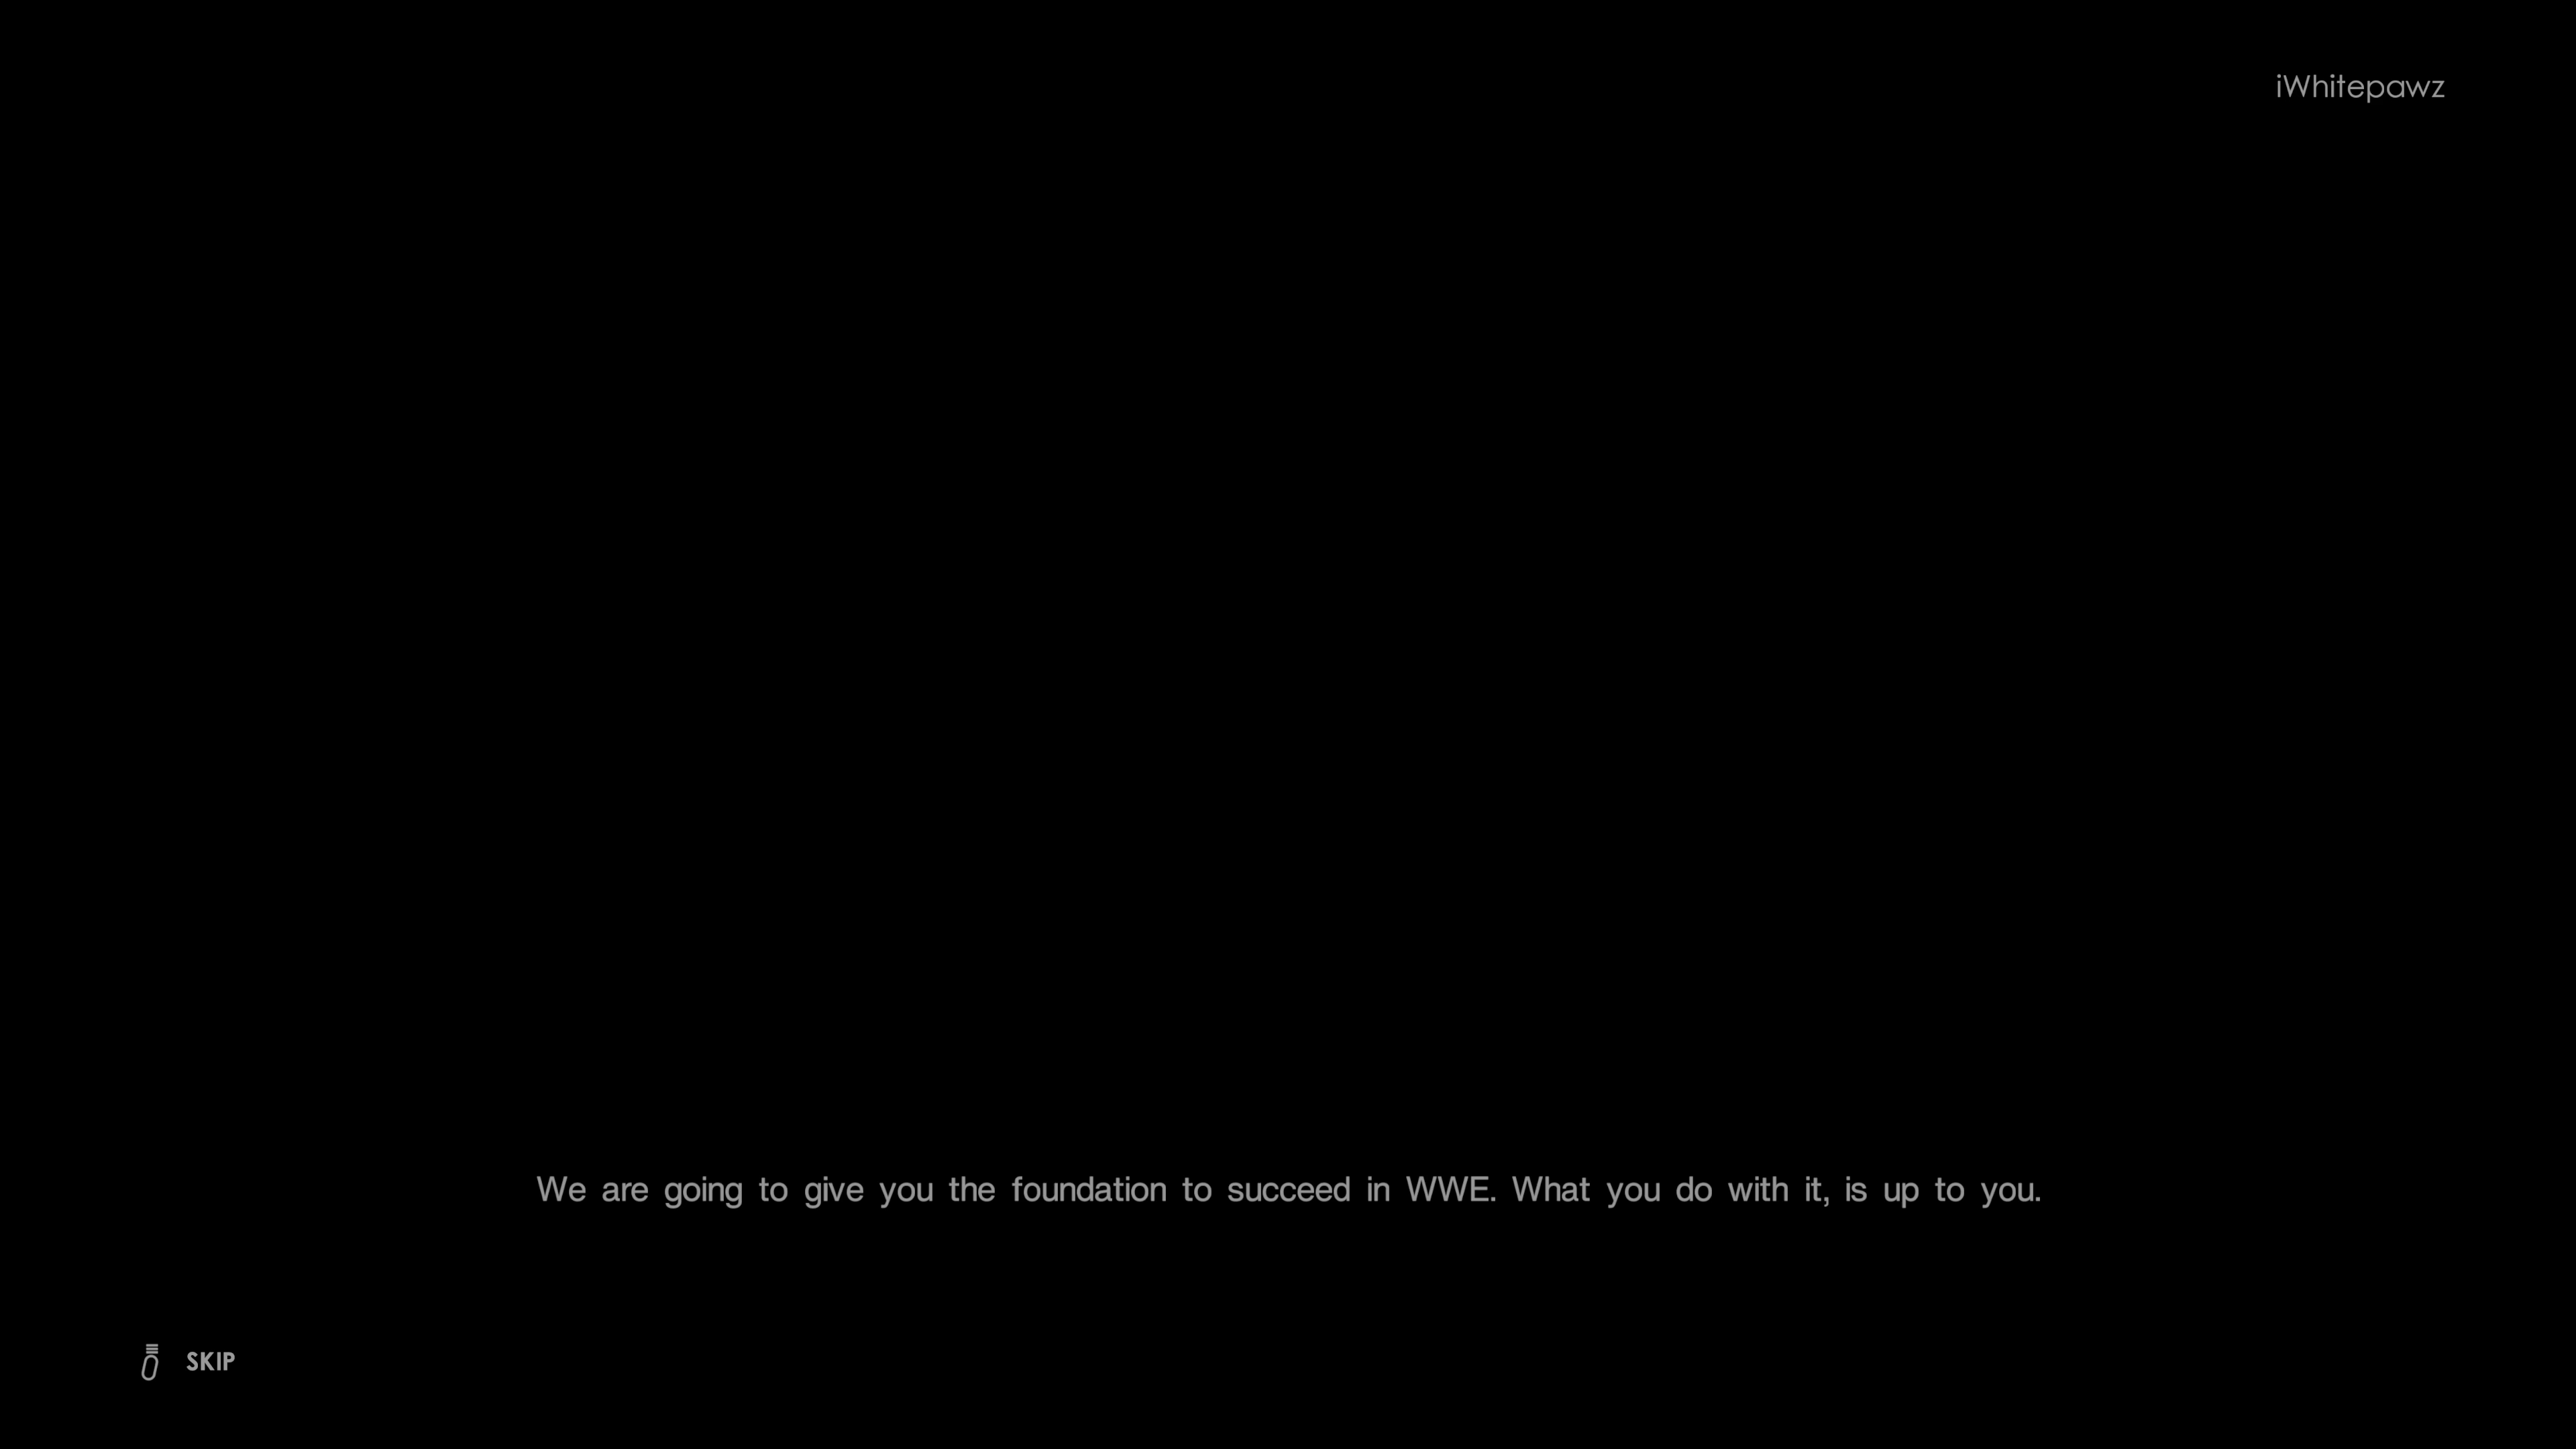 iWhitepawz
We are going to give you the foundation to succeed in WWE. What you do with it, is up to you.
SKIP